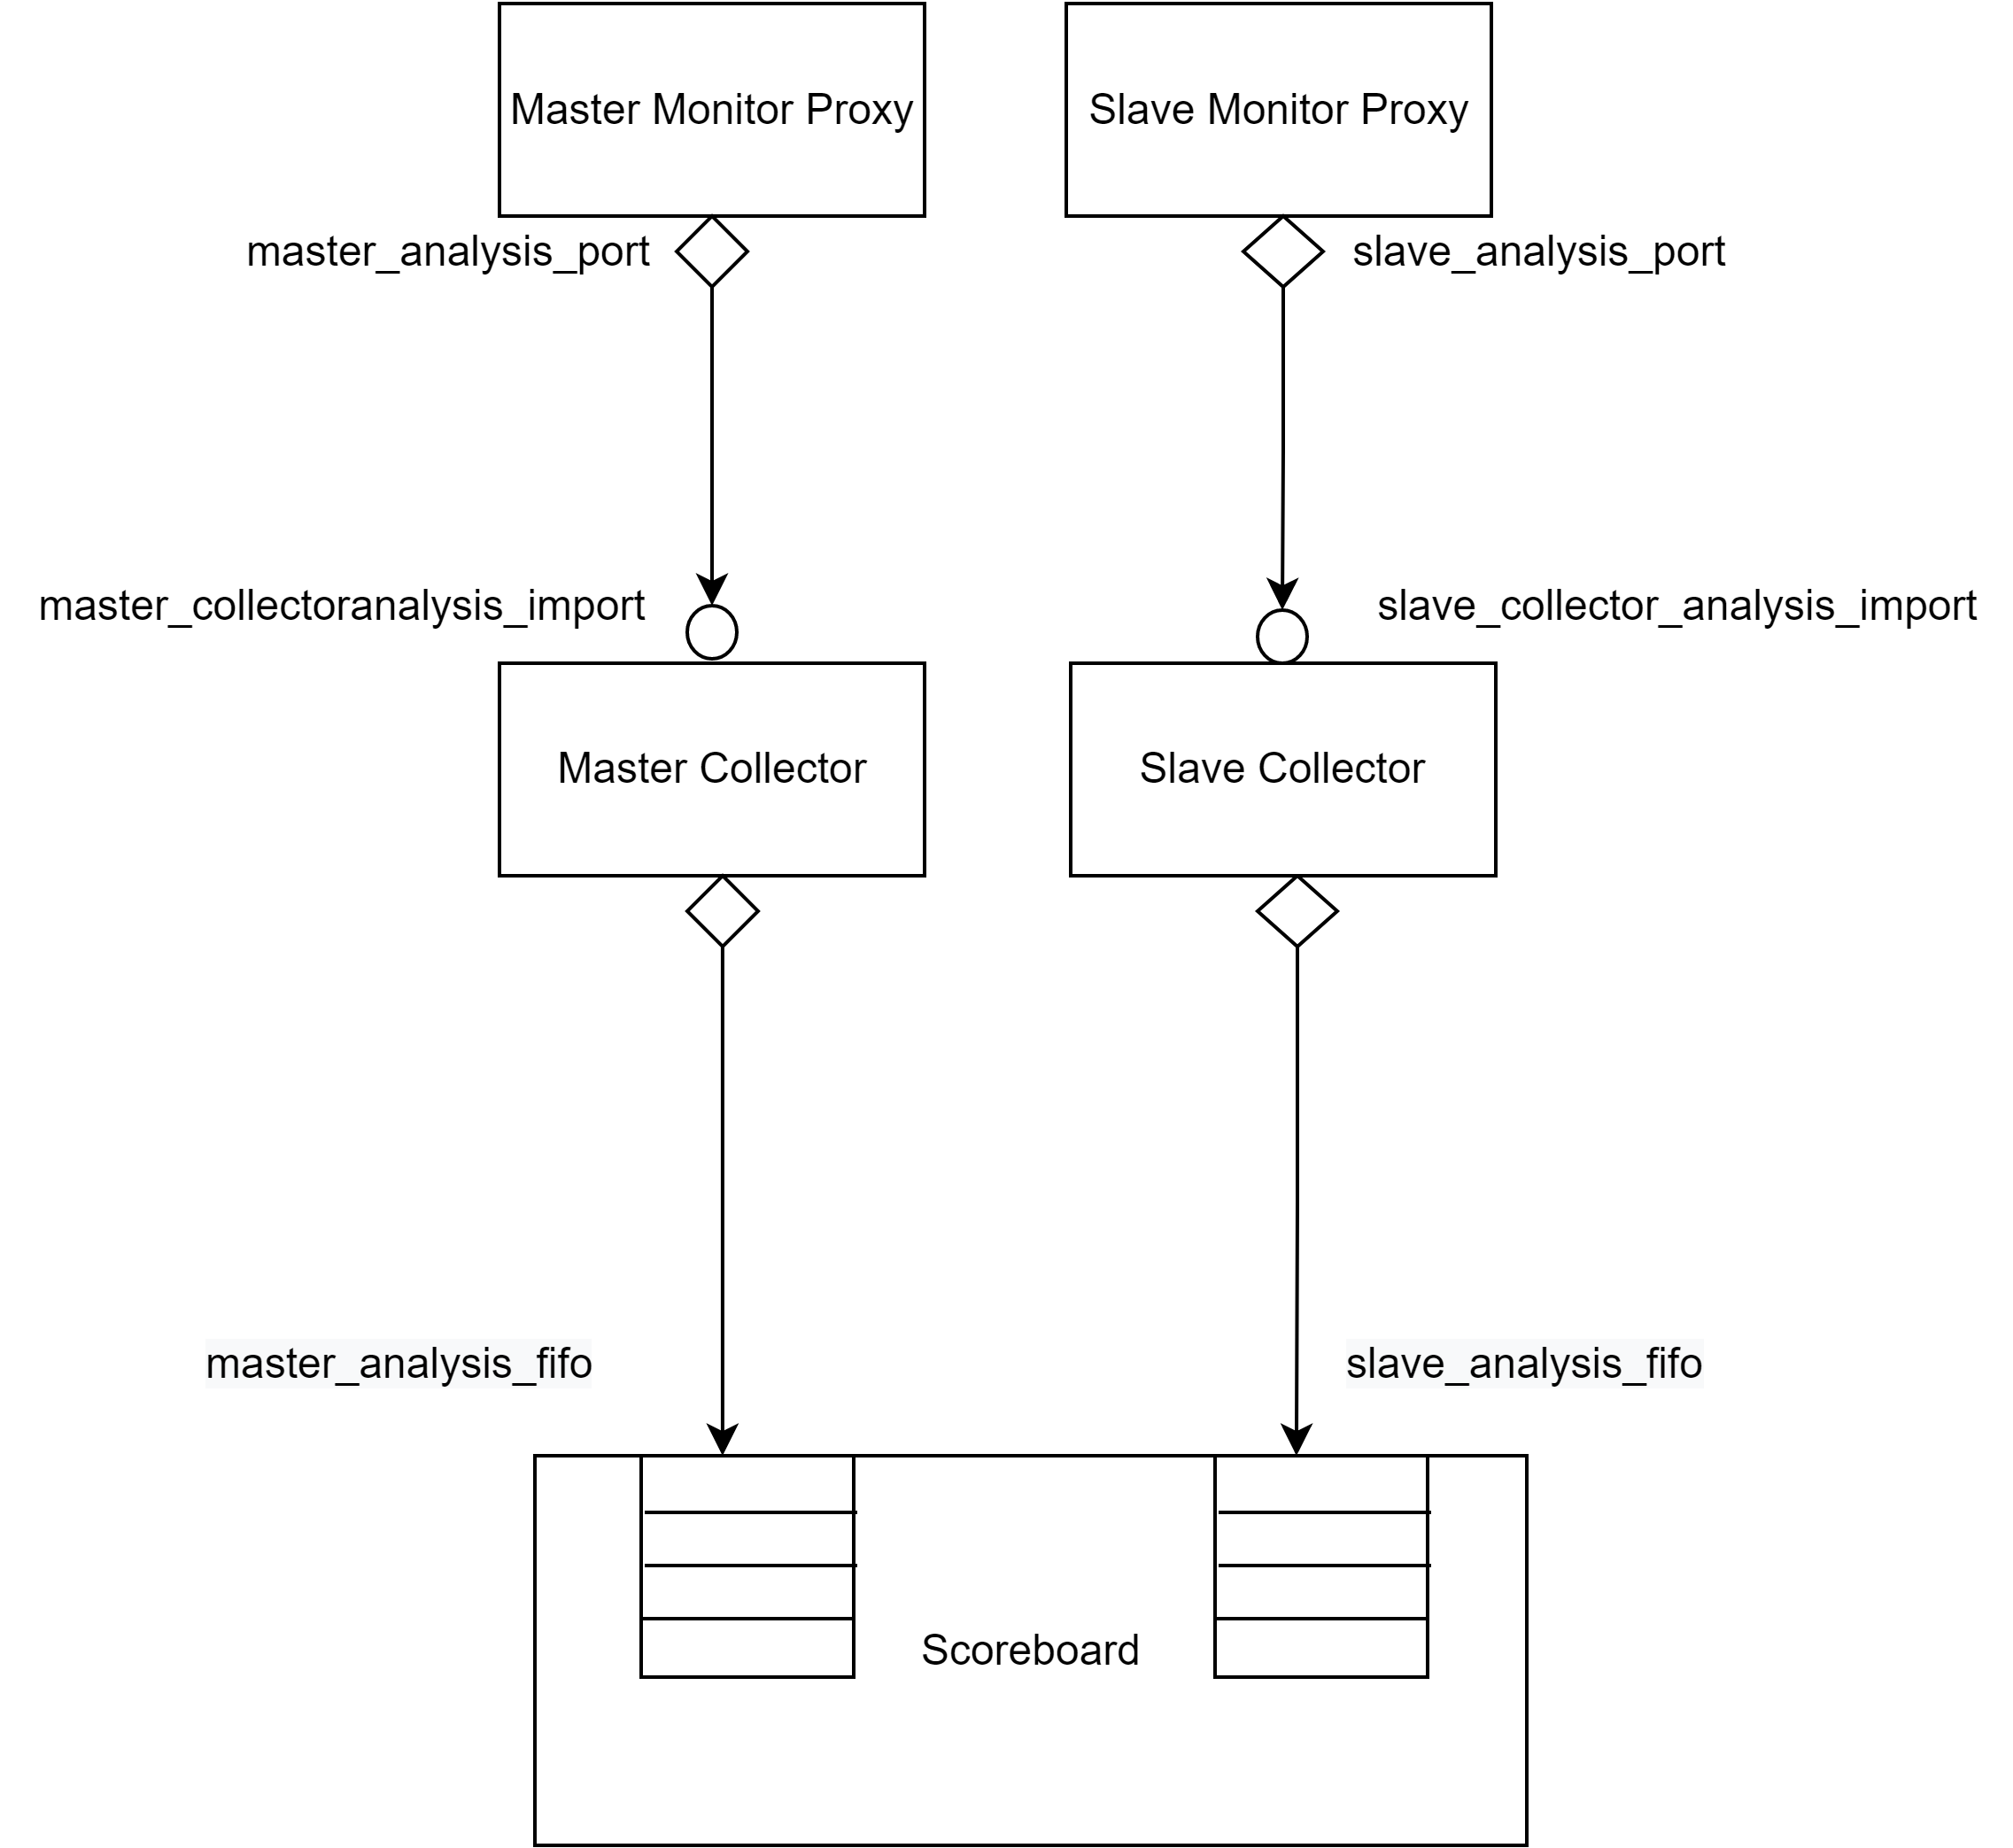 Master Monitor Proxy
Slave Monitor Proxy
master_analysis_port
slave_analysis_port
master_collectoranalysis_import
slave_collector_analysis_import
Master Collector
Slave Collector
master_analysis_fifo
slave_analysis_fifo
Scoreboard